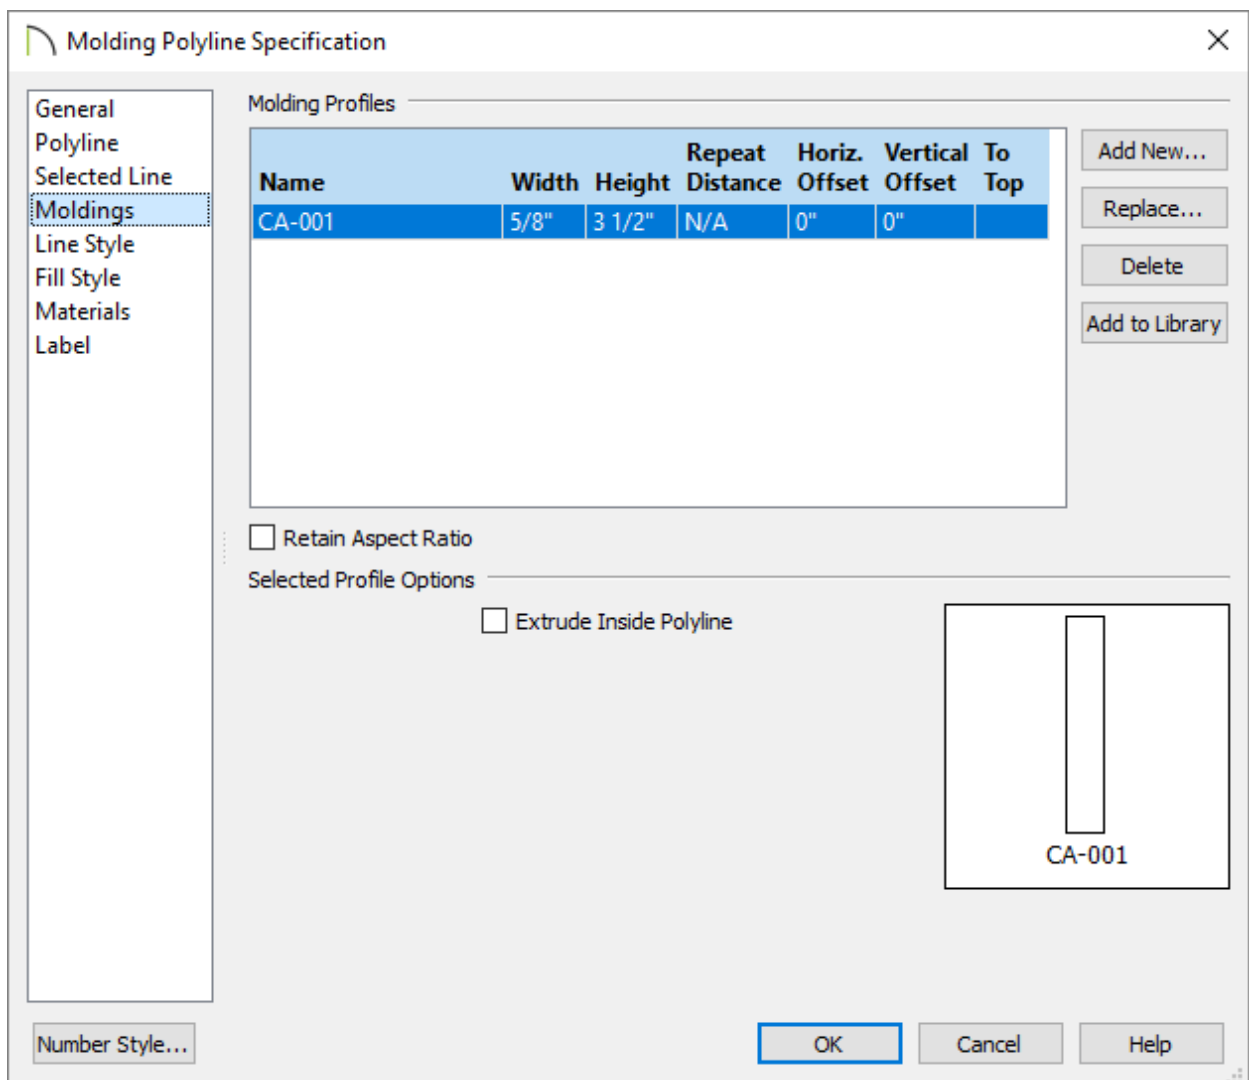 Molding Polyline Specification
General
Polyline
Selected Line
Moldings
Line Style
Fill Style
Materials
Label
Molding Profiles
Name Width Height Repeat Distance Horiz. Offset Vertical Offset To Top
CA-001 5/8" 3 1/2" N/A 0" 0"
Add New...
Replace...
Delete
Add to Library
Retain Aspect Ratio
Selected Profile Options
Extrude Inside Polyline
CA-001
Number Style...
OK
Cancel
Help